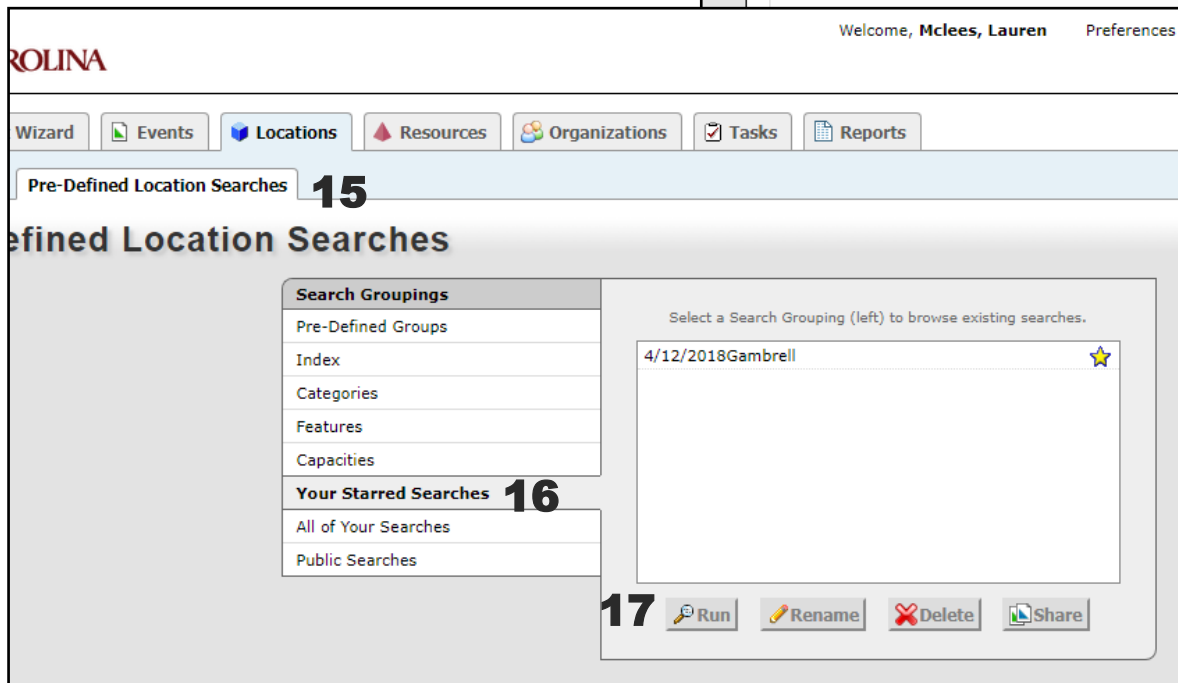 Welcome, Mclees, Lauren Preferences
ROLINA
Wizard Events Locations Resources Organizations Tasks Reports
Pre-Defined Location Searches 15
efined Location Searches
Search Groupings
Pre-Defined Groups
Index
Categories
Features
Capacities
Your Starred Searches 16
All of Your Searches
Public Searches
Select a Search Grouping (left) to browse existing searches.
4/12/2018Gambrell
17 Run Rename Delete Share